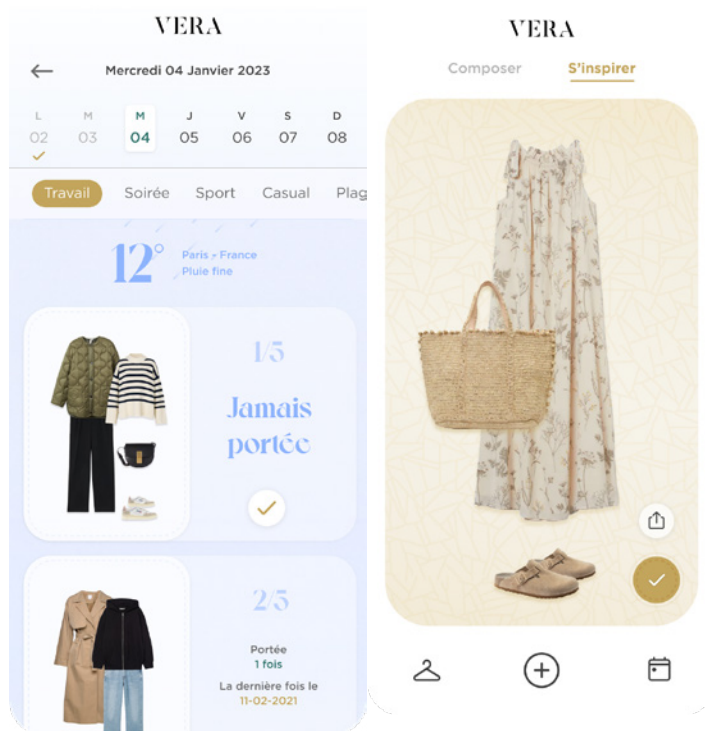 VERA
Mercredi 04 Janvier 2023
L M M J V S D
02 03 04 05 06 07 08
Travail Soirée Sport Casual Plag
12°
Paris - France
Pluie fine
1/5
Jamais
portée
2/5
Portée
1 fois
La dernière fois le
11-02-2021
VERA
Composer S'inspirer